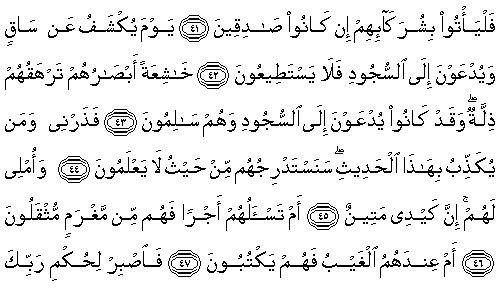 فَلْيَأْتُوا۟ بِشُرَكَآئِهِمْ إِن كَانُوا۟ صَـٰدِقِينَ ٤١ يَوْمَ يُكْشَفُ عَن سَاقٍ
وَيُدْعَوْنَ إِلَى ٱلسُّجُودِ فَلَا يَسْتَطِيعُونَ ٤٢ خَـٰشِعَةً أَبْصَـٰرُهُمْ تَرْهَقُهُمْ
ذِلَّةٌ ۖ وَقَدْ كَانُوا۟ يُدْعَوْنَ إِلَى ٱلسُّجُودِ وَهُمْ سَـٰلِمُونَ ٤٣ فَذَرْنِى وَمَن
يُكَذِّبُ بِهَـٰذَا ٱلْحَدِيثِ ۖ سَنَسْتَدْرِجُهُم مِّنْ حَيْثُ لَا يَعْلَمُونَ ٤٤ وَأُمْلِى
لَهُمْ ۚ إِنَّ كَيْدِى مَتِينٌ ٤٥ أَمْ تَسْـَٔلُهُمْ أَجْرًا فَهُم مِّن مَّغْرَمٍ مُّثْقَلُونَ
٤٦ أَمْ عِندَهُمُ ٱلْغَيْبُ فَهُمْ يَكْتُبُونَ ٤٧ فَٱصْبِرْ لِحُكْمِ رَبِّكَ